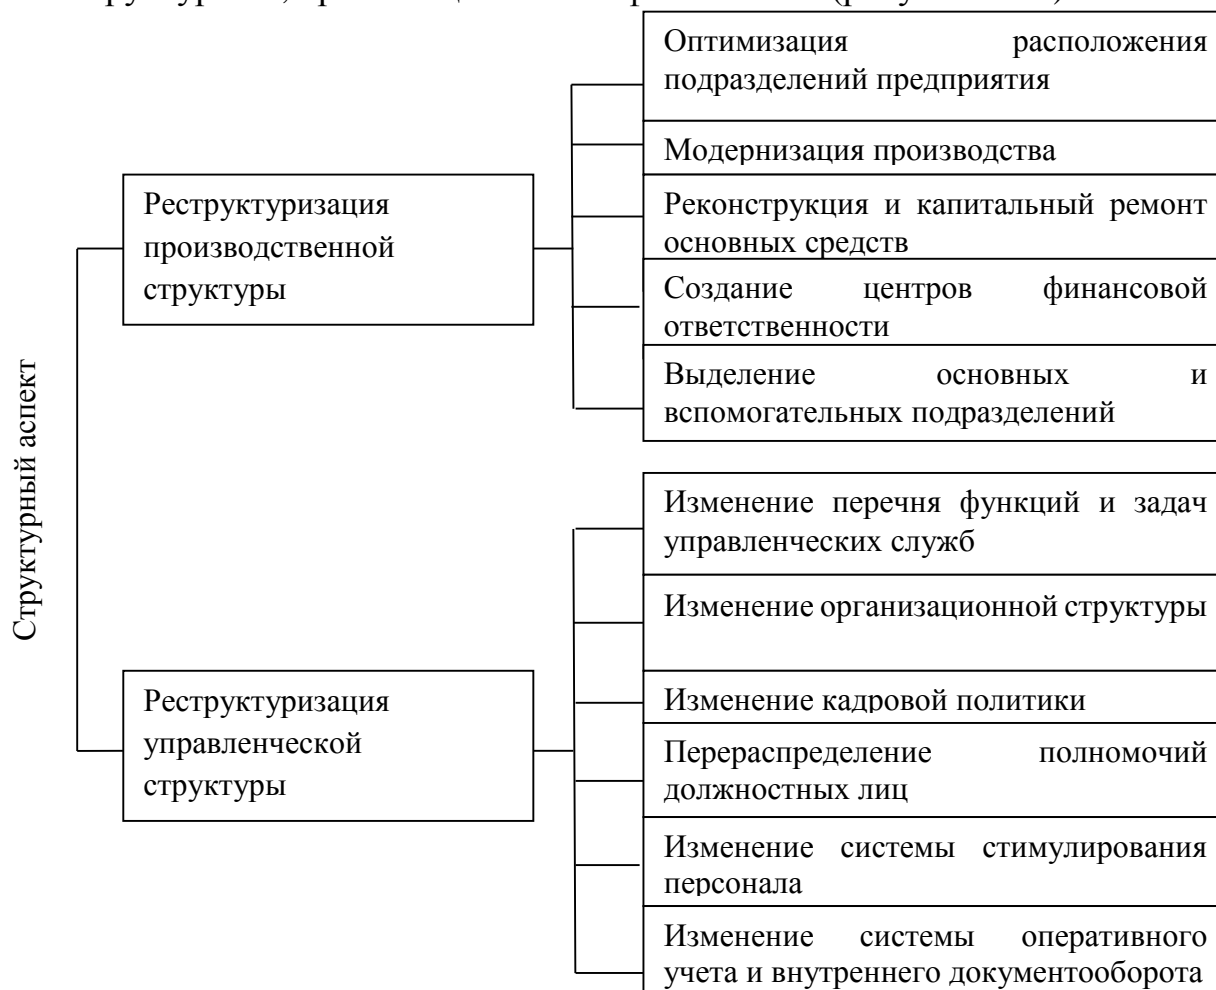 Оптимизация расположения
подразделений предприятия
Модернизация производства
Реконструкция и капитальный ремонт
основных средств
Создание центров финансовой
ответственности
Выделение основных и
вспомогательных подразделений
Реструктуризация
производственной
структуры
Структурный аспект
Изменение перечня функций и задач
управленческих служб
Изменение организационной структуры
Изменение кадровой политики
Перераспределение полномочий
должностных лиц
Изменение системы стимулирования
персонала
Изменение системы оперативного
учета и внутреннего документооборота
Реструктуризация
управленческой
структуры